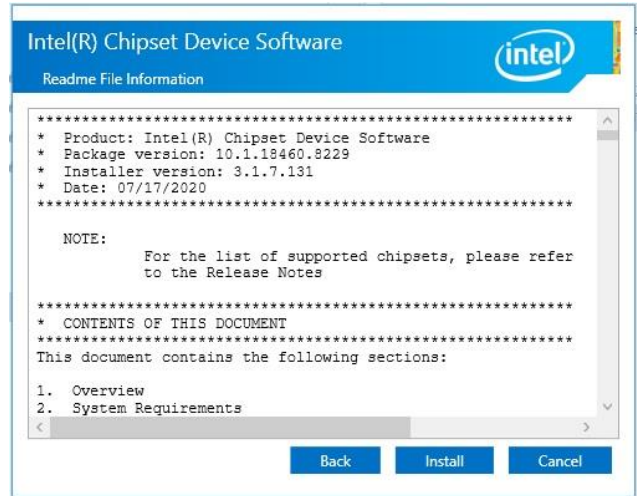 Intel(R) Chipset Device Software
Readme File Information
intel
************************************************************
* Product: Intel(R) Chipset Device Software
* Package version: 10.1.18460.8229
* Installer version: 3.1.7.131
* Date: 07/17/2020
************************************************************
NOTE:
For the list of supported chipsets, please refer
to the Release Notes
************************************************************
* CONTENTS OF THIS DOCUMENT
************************************************************
This document contains the following sections:
1. Overview
2. System Requirements
Back Install Cancel